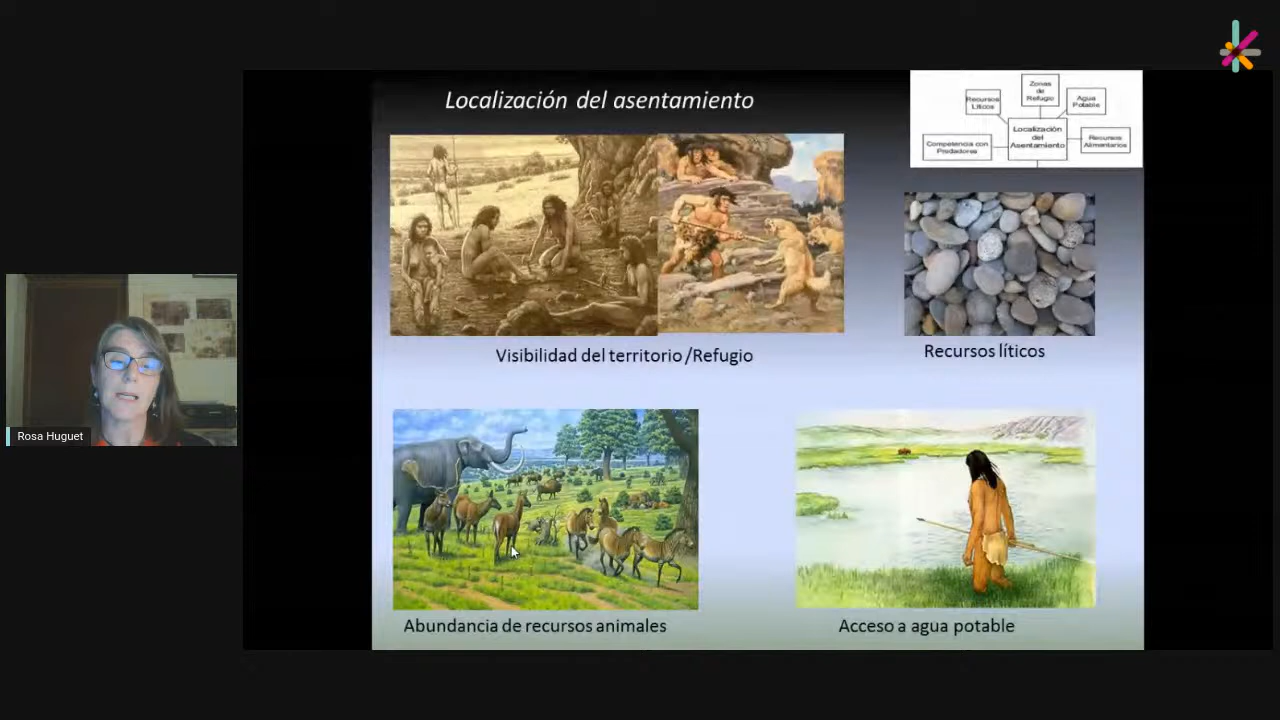 Localización del asentamiento
Zonas
de
Refugio
Recursos
Líticos
Agua
Potable
Localización
del
Asentamiento
Competencia con
Predadores
Recursos
Alimentarios
Visibilidad del territorio/Refugio
Recursos líticos
Rosa Huguet
Abundancia de recursos animales
Acceso a agua potable